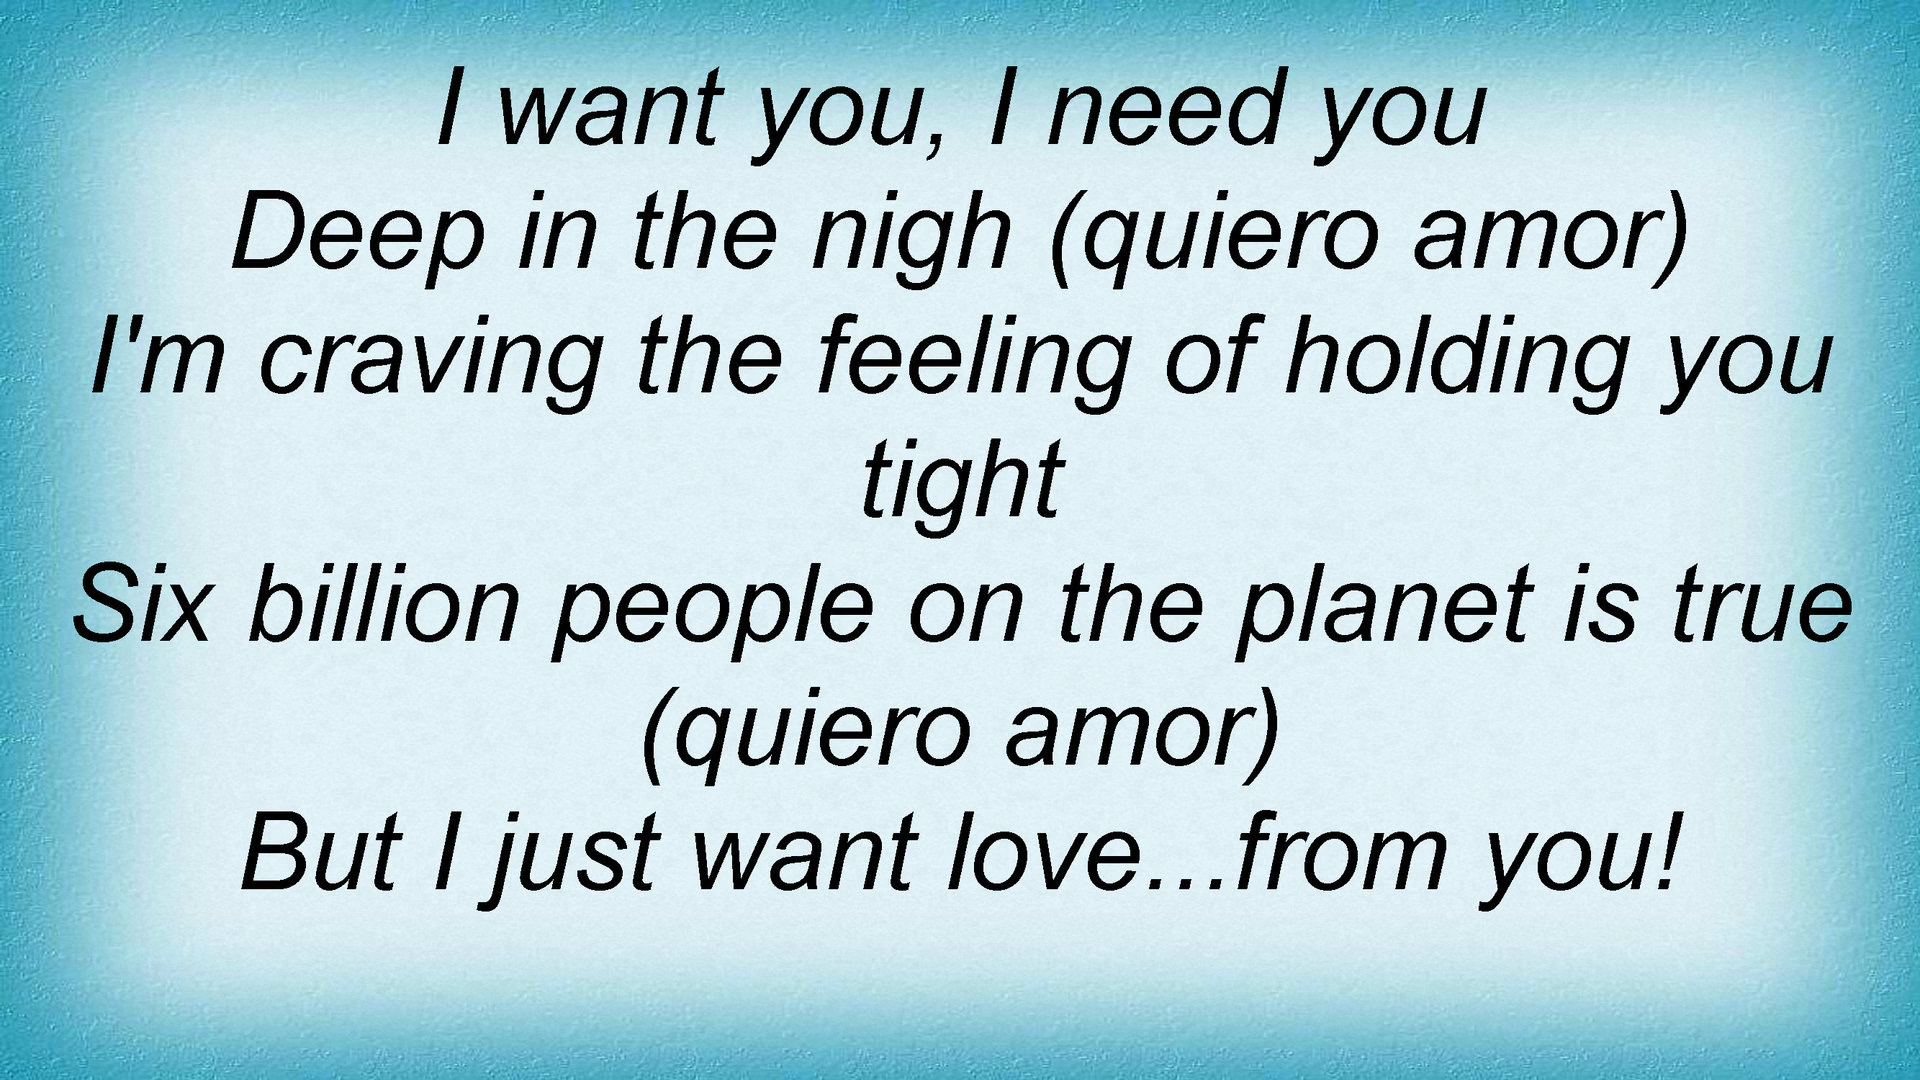 I want you, I need you
Deep in the nigh (quiero amor)
I'm craving the feeling of holding you
tight
Six billion people on the planet is true
(quiero amor)
But I just want love...from you!